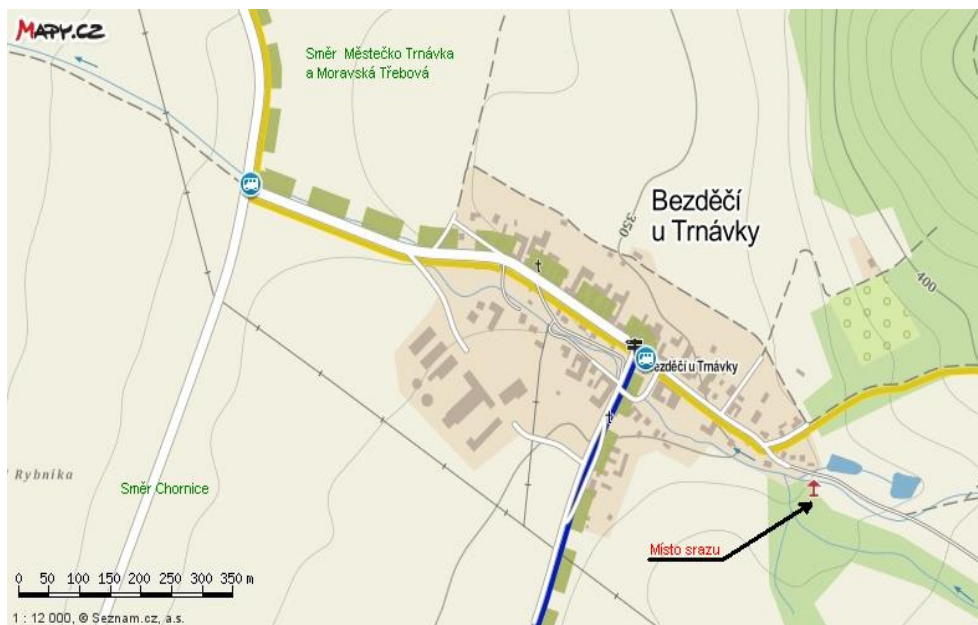 MAPY.CZ
Směr Městečko Trnávka
a Moravská Třebová
Bezděčí
u Trnávky
350
400
Bezděčí u Trnávky
Rybníka
Směr Chornice
Místo srazu
0 50 100 150 200 250 300 350 m
1 : 12 000, © Seznam.cz, a.s.